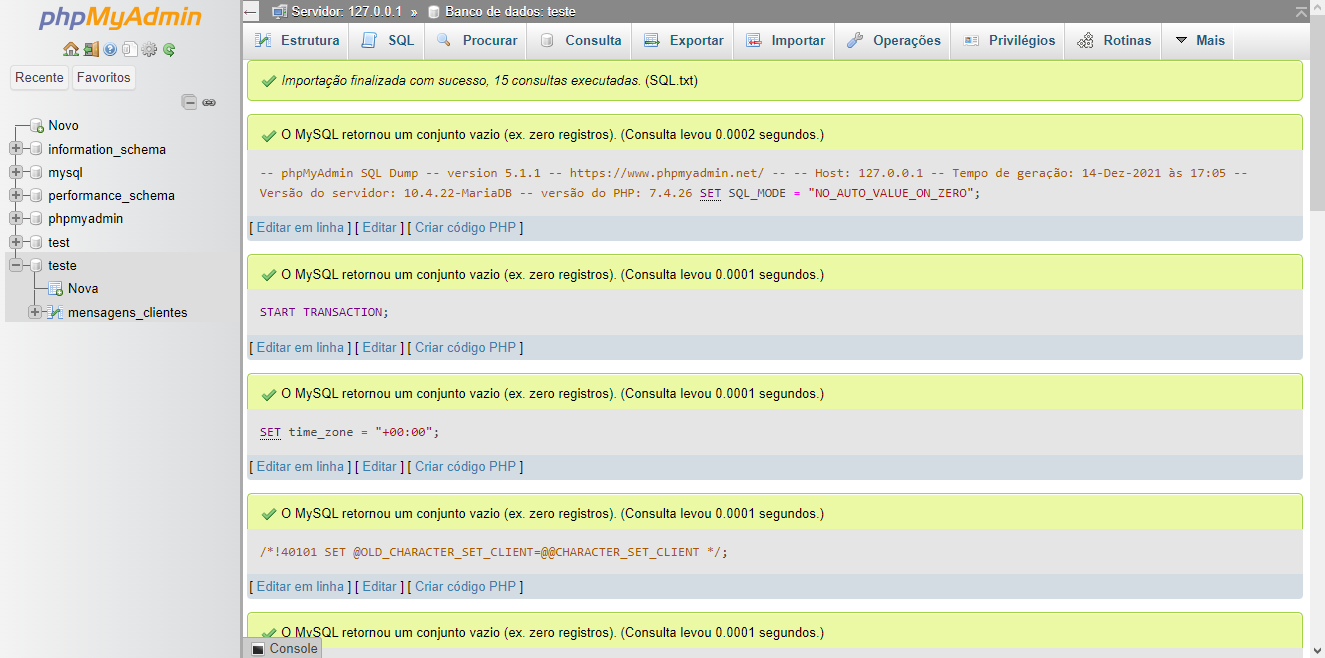 phpMyAdmin
Recente Favoritos
Novo
information_schema
mysql
performance_schema
phpmyadmin
test
teste
Nova
mensagens_clientes
Servidor: 127.0.0.1 » Banco de dados: teste
Estrutura SQL Procurar Consulta Exportar Importar Operações Privilégios Rotinas Mais
Importação finalizada com sucesso, 15 consultas executadas. (SQL.txt)
O MySQL retornou um conjunto vazio (ex. zero registros). (Consulta levou 0.0002 segundos.)
-- phpMyAdmin SQL Dump -- version 5.1.1 -- https://www.phpmyadmin.net/ -- -- Host: 127.0.0.1 -- Tempo de geração: 14-Dez-2021 às 17:05 --
Versão do servidor: 10.4.22-MariaDB -- versão do PHP: 7.4.26 SET SQL_MODE = "NO_AUTO_VALUE_ON_ZERO";
[ Editar em linha ] [ Editar ] [ Criar código PHP ]
O MySQL retornou um conjunto vazio (ex. zero registros). (Consulta levou 0.0001 segundos.)
START TRANSACTION;
[ Editar em linha ] [ Editar ] [ Criar código PHP ]
O MySQL retornou um conjunto vazio (ex. zero registros). (Consulta levou 0.0001 segundos.)
SET time_zone = "+00:00";
[ Editar em linha ] [ Editar ] [ Criar código PHP ]
O MySQL retornou um conjunto vazio (ex. zero registros). (Consulta levou 0.0001 segundos.)
/*!40101 SET @OLD_CHARACTER_SET_CLIENT=@@CHARACTER_SET_CLIENT */;
[ Editar em linha ] [ Editar ] [ Criar código PHP ]
O MySQL retornou um conjunto vazio (ex. zero registros). (Consulta levou 0.0001 segundos.)
Console